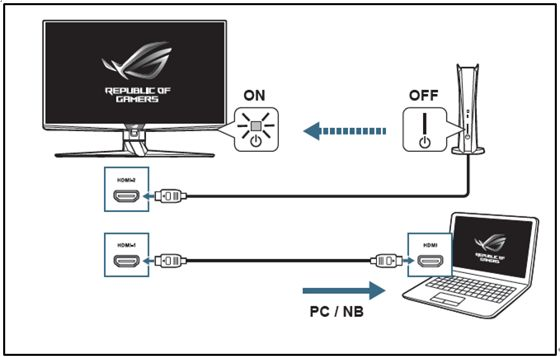 REPUBLIC OF
GAMERS
ON
OFF
HDMI-2
HDMI-1
HDMI
REPUBLIC OF
GAMERS
PC / NB